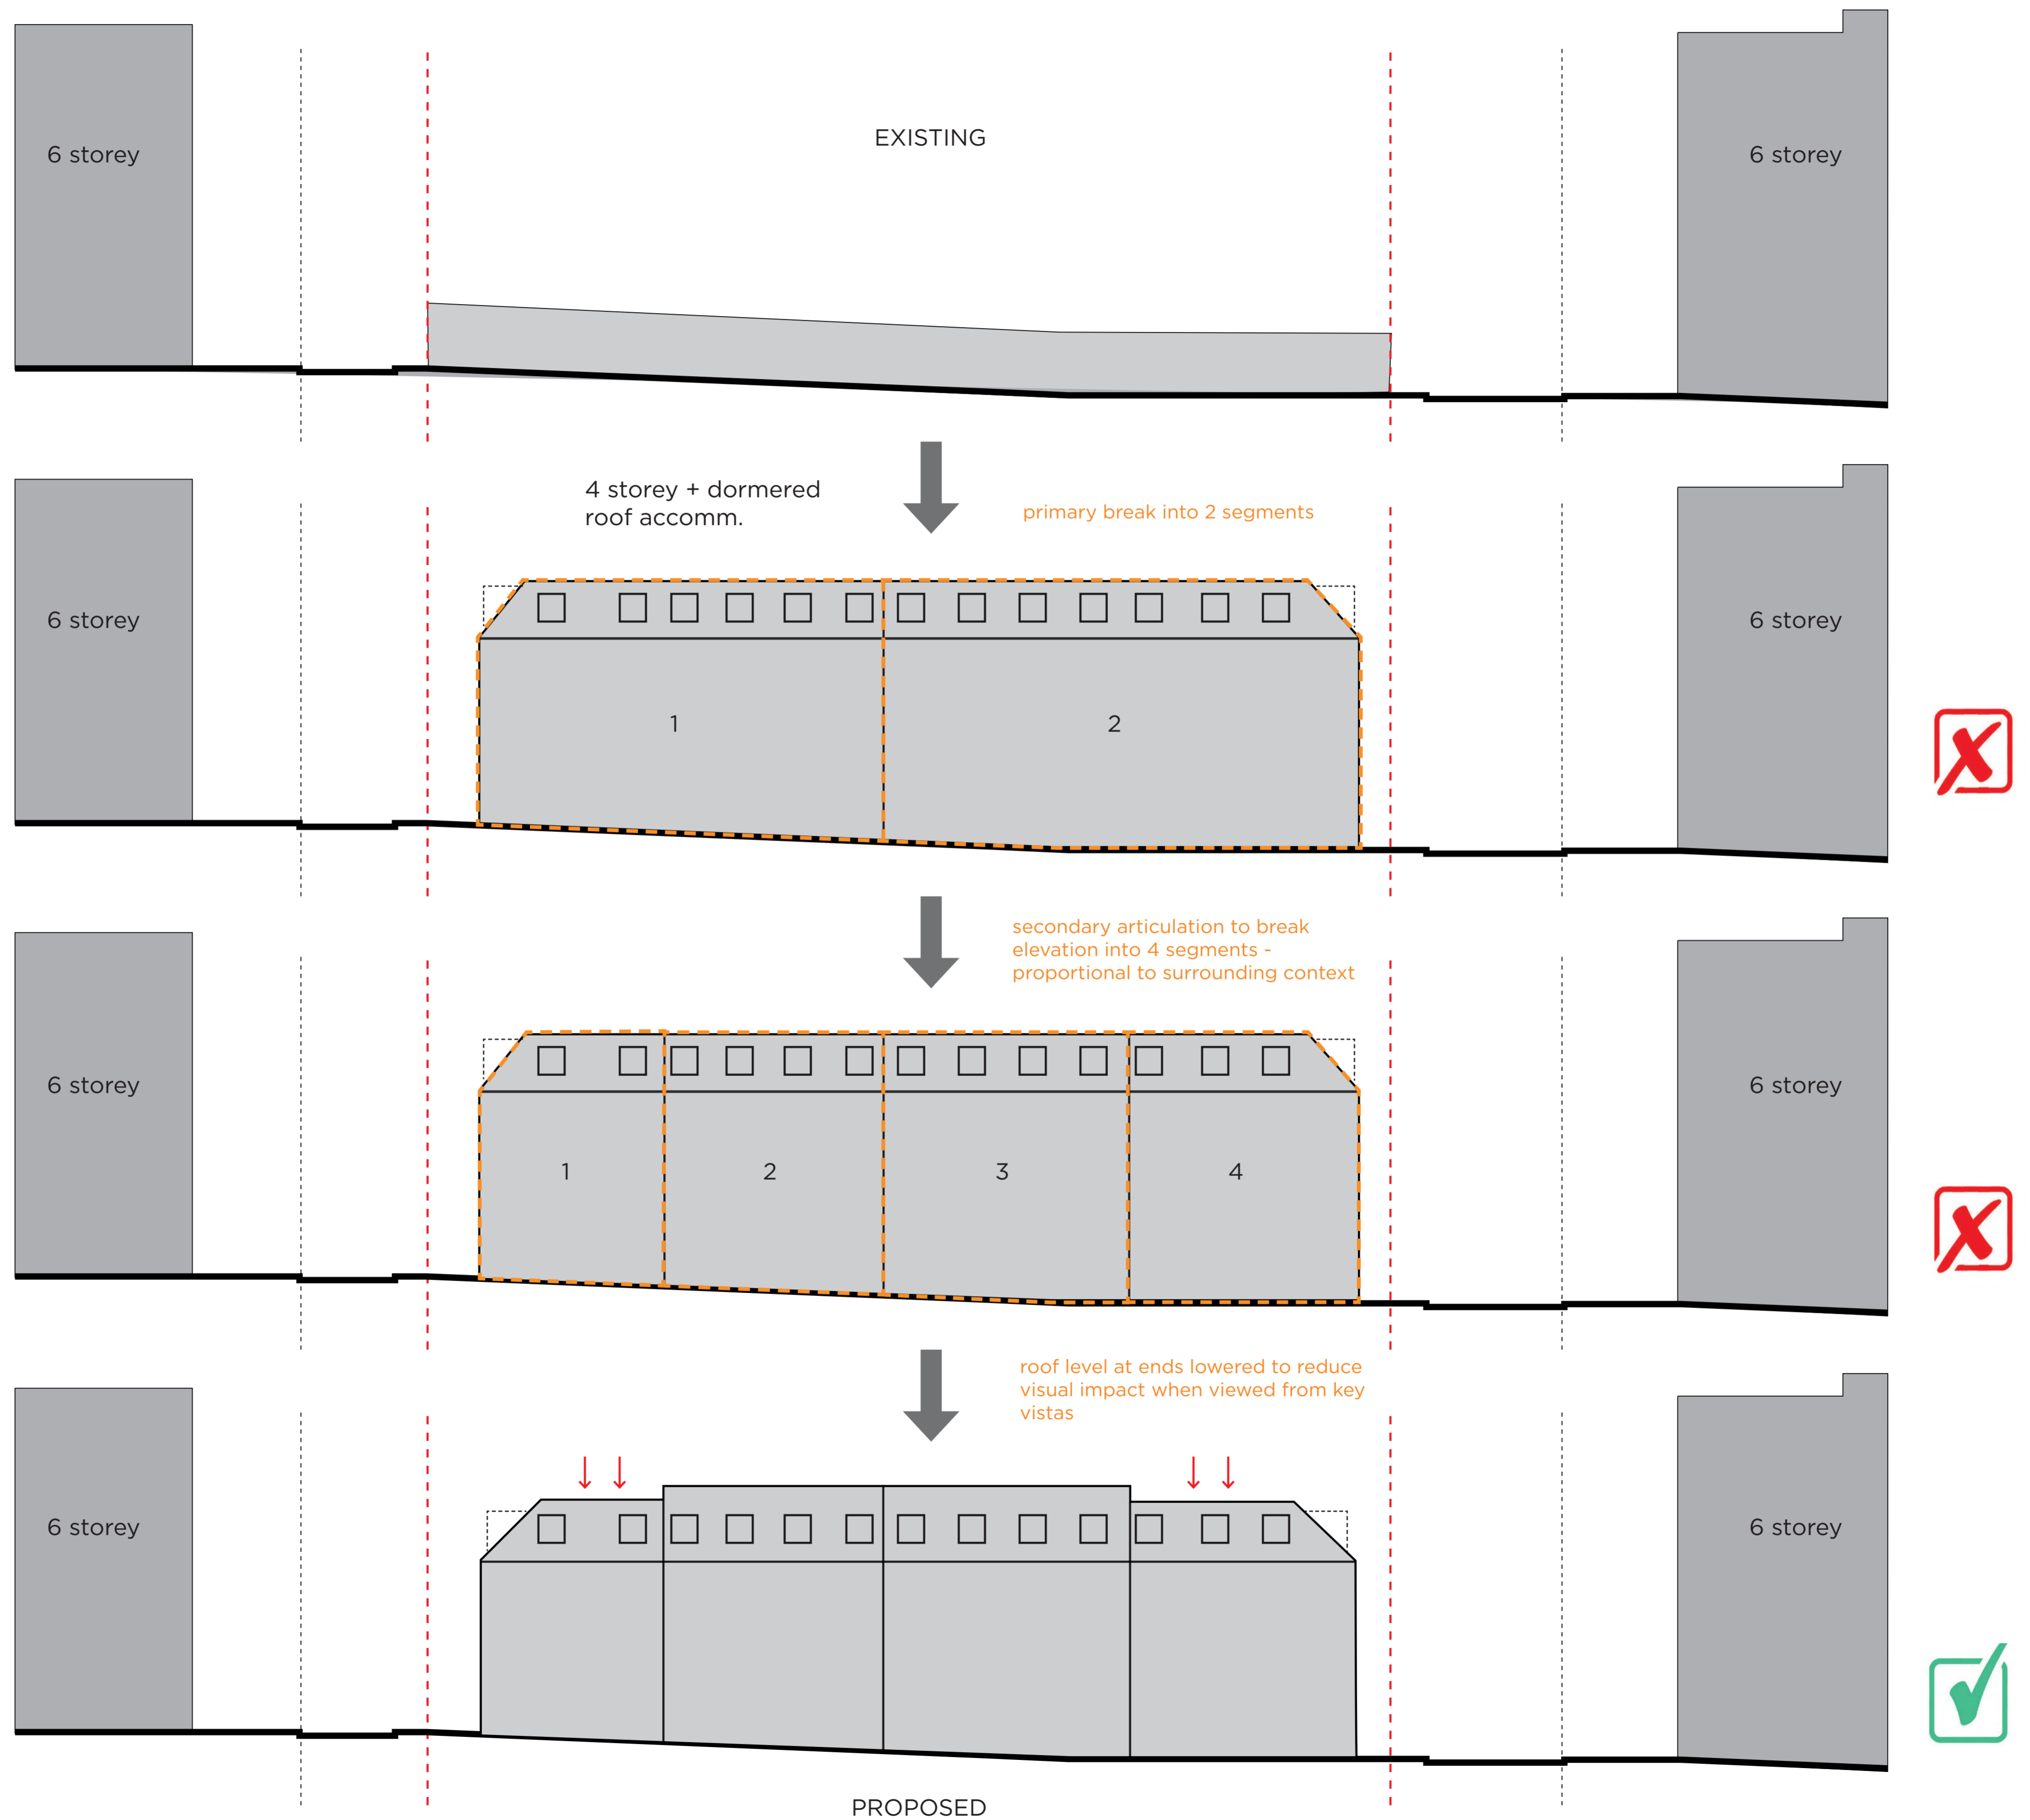 EXISTING
6 storey
6 storey
4 storey + dormered
roof accomm.
primary break into 2 segments
6 storey
6 storey
1
2
secondary articulation to break
elevation into 4 segments -
proportional to surrounding context
6 storey
6 storey
1
2
3
4
roof level at ends lowered to reduce
visual impact when viewed from key
vistas
6 storey
6 storey
PROPOSED